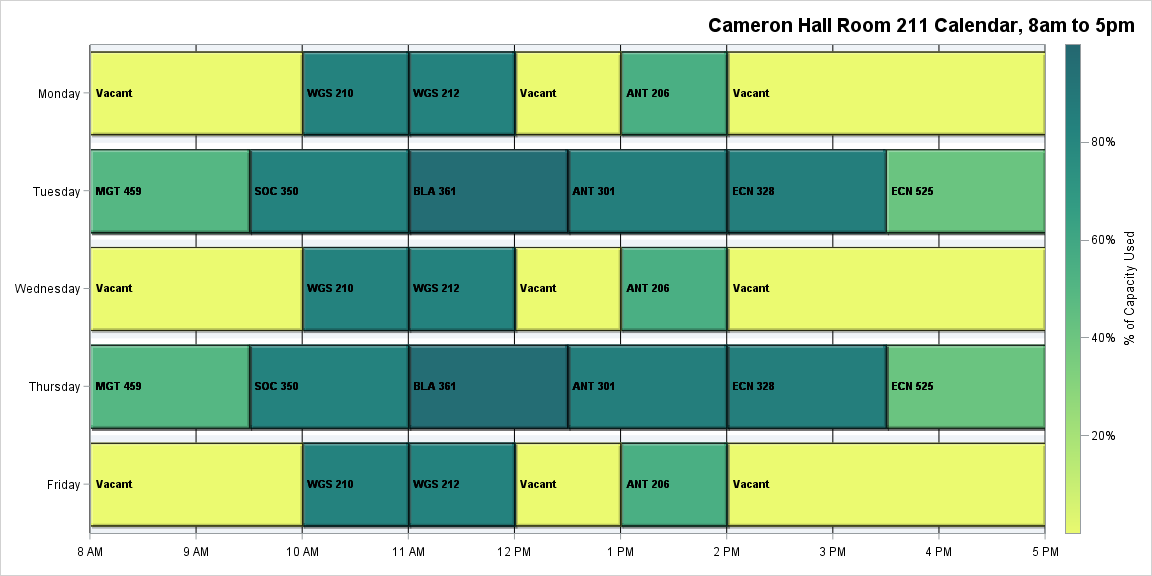 Cameron Hall Room 211 Calendar, 8am to 5pm
Monday
Vacant
WGS 210
WGS 212
Vacant
ANT 206
Vacant
Tuesday
MGT 459
SOC 350
BLA 361
ANT 301
ECN 328
ECN 525
Wednesday
Vacant
WGS 210
WGS 212
Vacant
ANT 206
Vacant
Thursday
MGT 459
SOC 350
BLA 361
ANT 301
ECN 328
ECN 525
Friday
Vacant
WGS 210
WGS 212
Vacant
ANT 206
Vacant
8 AM
9 AM
10 AM
11 AM
12 PM
1 PM
2 PM
3 PM
4 PM
5 PM
80%
60%
40%
20%
% of Capacity Used